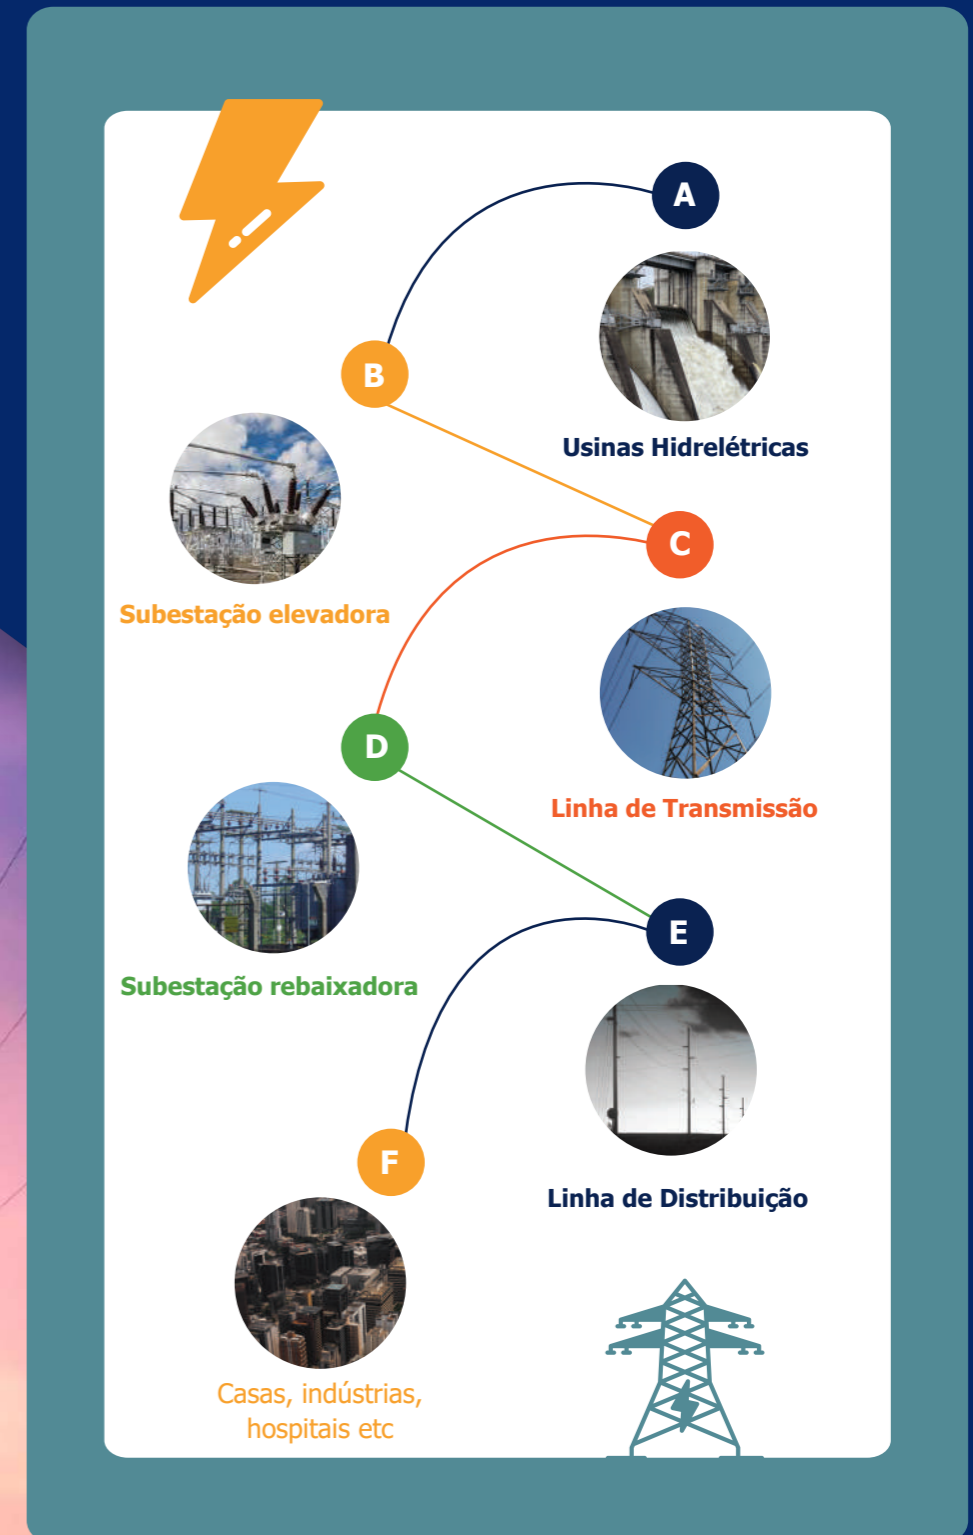 A
Usinas Hidrelétricas
B
Subestação elevadora
C
Linha de Transmissão
D
Subestação rebaixadora
E
Linha de Distribuição
F
Casas, indústrias,
hospitais etc